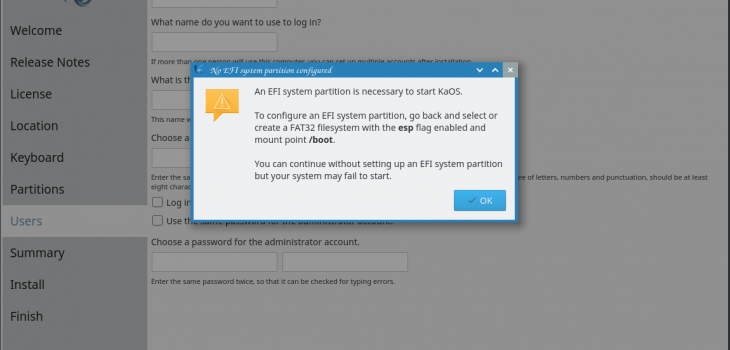 What name do you want to use to log in?
If more than one person will use this computer, you can set up multiple accounts after installation.
Welcome
Release Notes
License
Location
Keyboard
Partitions
Users
Summary
Install
Finish
No EFI system partition configured
An EFI system partition is necessary to start KaOS.
To configure an EFI system partition, go back and select or
create a FAT32 filesystem with the esp flag enabled and
mount point /boot.
You can continue without setting up an EFI system partition
but your system may fail to start.
OK
What is th
This name w
Choose a
Enter the sa
re of letters, numbers and punctuation, should be at least
eight charac
Log in
Use the same password for the administrator account.
Choose a password for the administrator account.
Enter the same password twice, so that it can be checked for typing errors.